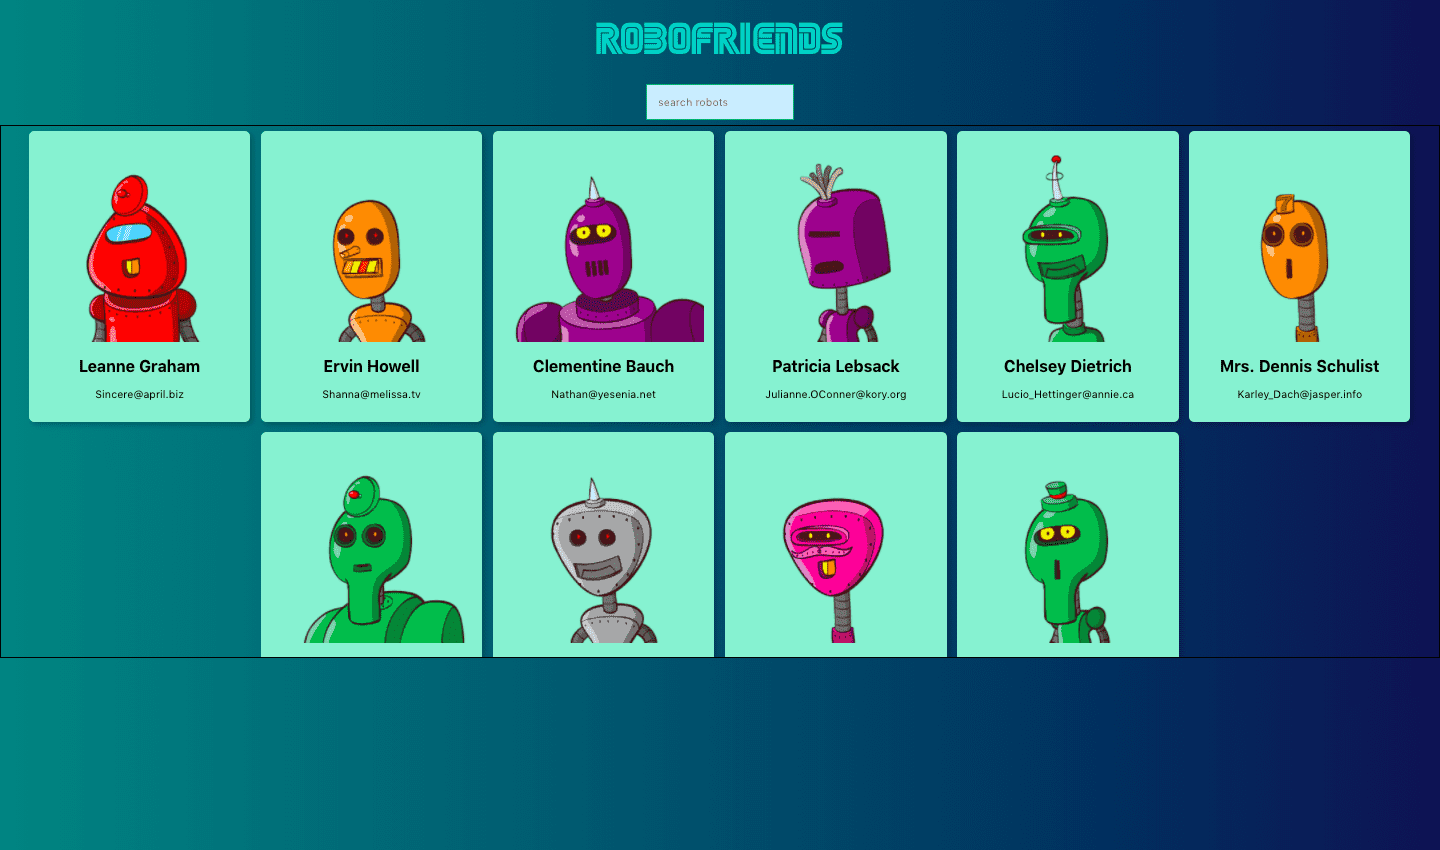 ROBOFRIENDS
search robots
Leanne Graham
Sincere@april.biz
Ervin Howell
Shanna@melissa.tv
Clementine Bauch
Nathan@yesenia.net
Patricia Lebsack
Julianne.OConner@kory.org
Chelsey Dietrich
Lucio_Hettinger@annie.ca
7
Mrs. Dennis Schulist
Karley_Dach@jasper.info